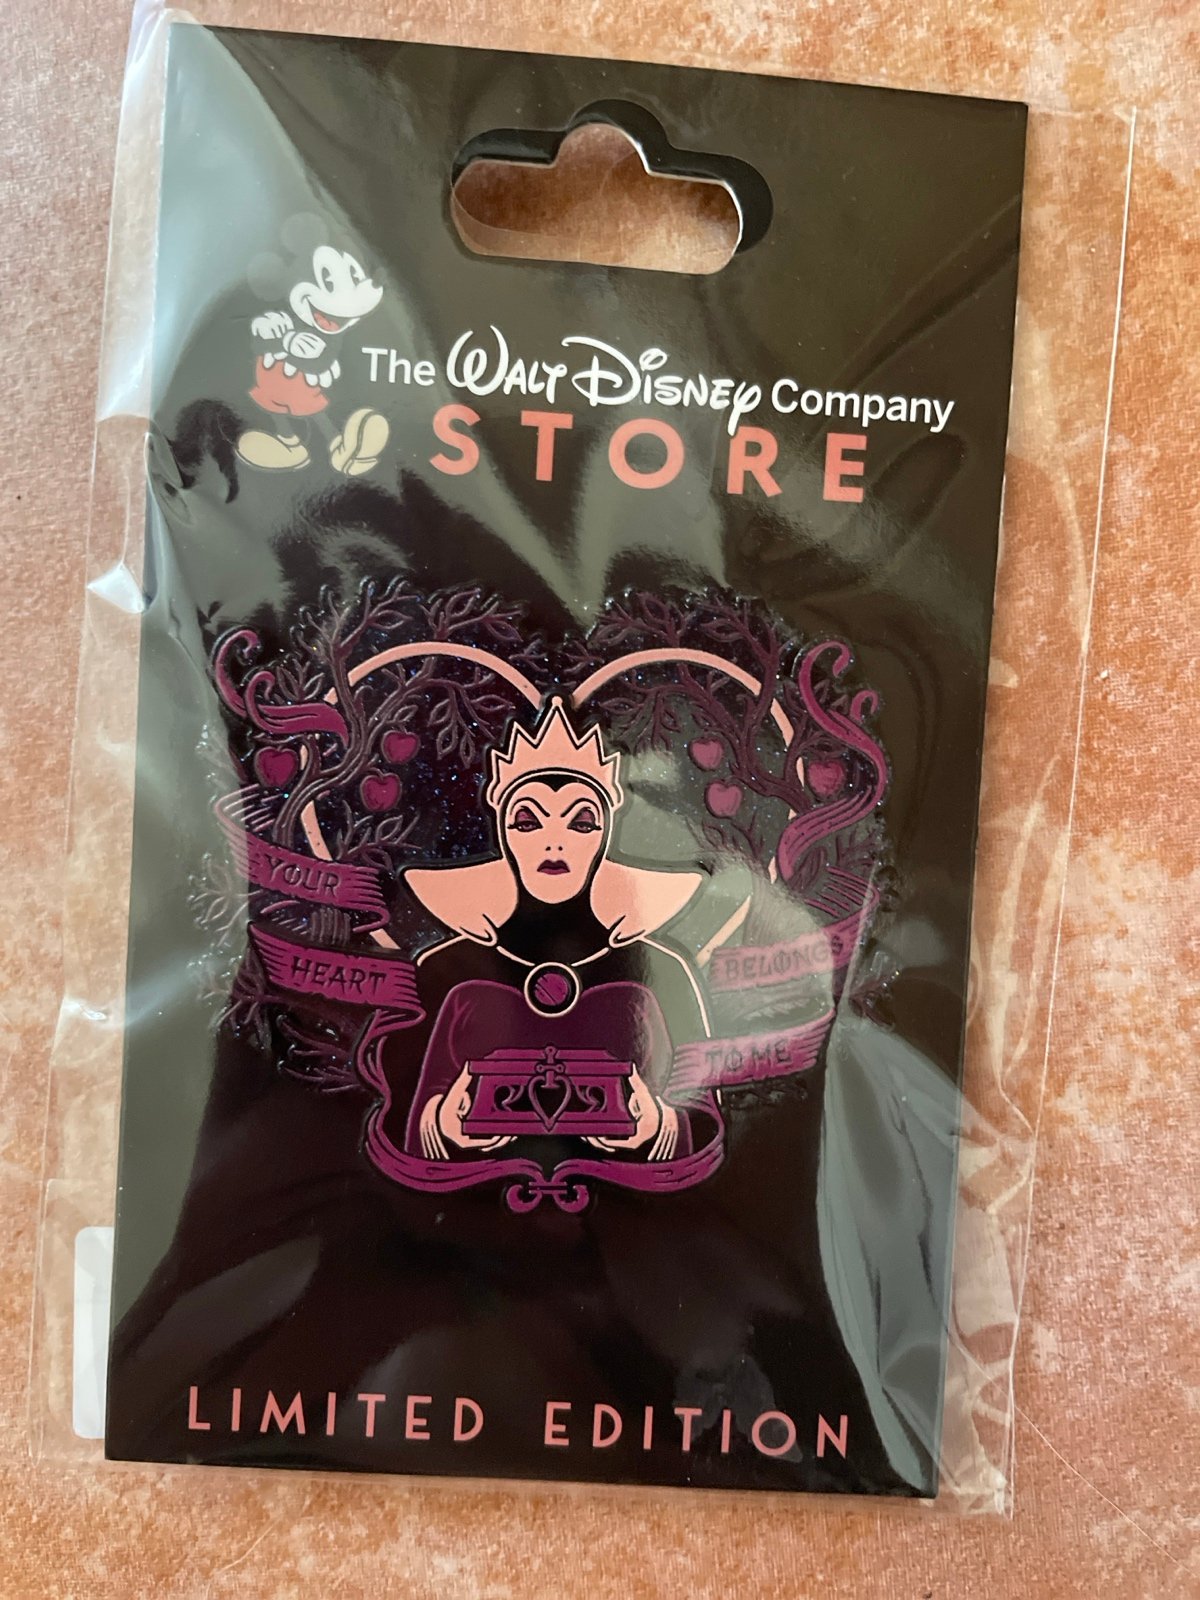 The WALT DISNEY Company
STORE
YOUR
HEART
BELONGS
TO ME
LIMITED EDITION